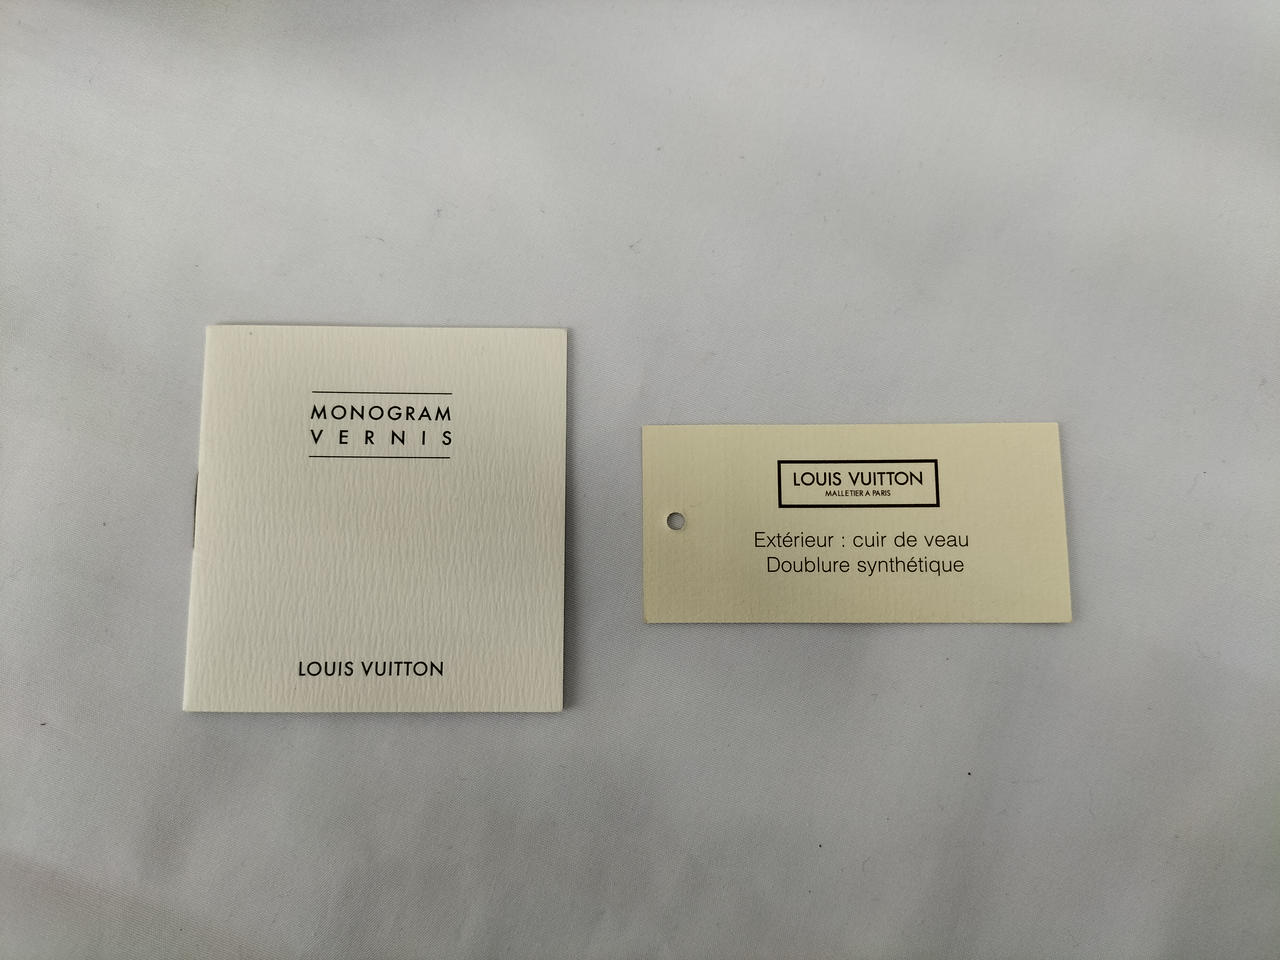 MONOGRAM
VERNIS
LOUIS VUITTON
LOUIS VUITTON
MALLETIER A PARIS
Extérieur : cuir de veau
Doublure synthétique